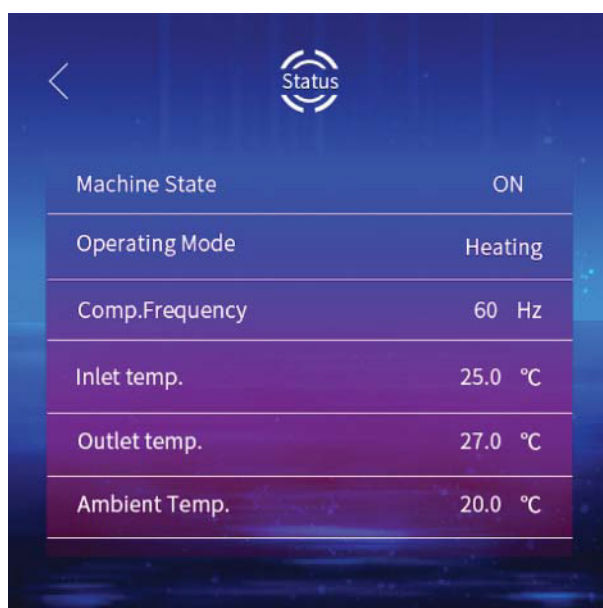 Status
Machine State ON
Operating Mode Heating
Comp.Frequency 60 Hz
Inlet temp. 25.0 ℃
Outlet temp. 27.0 ℃
Ambient Temp. 20.0 ℃